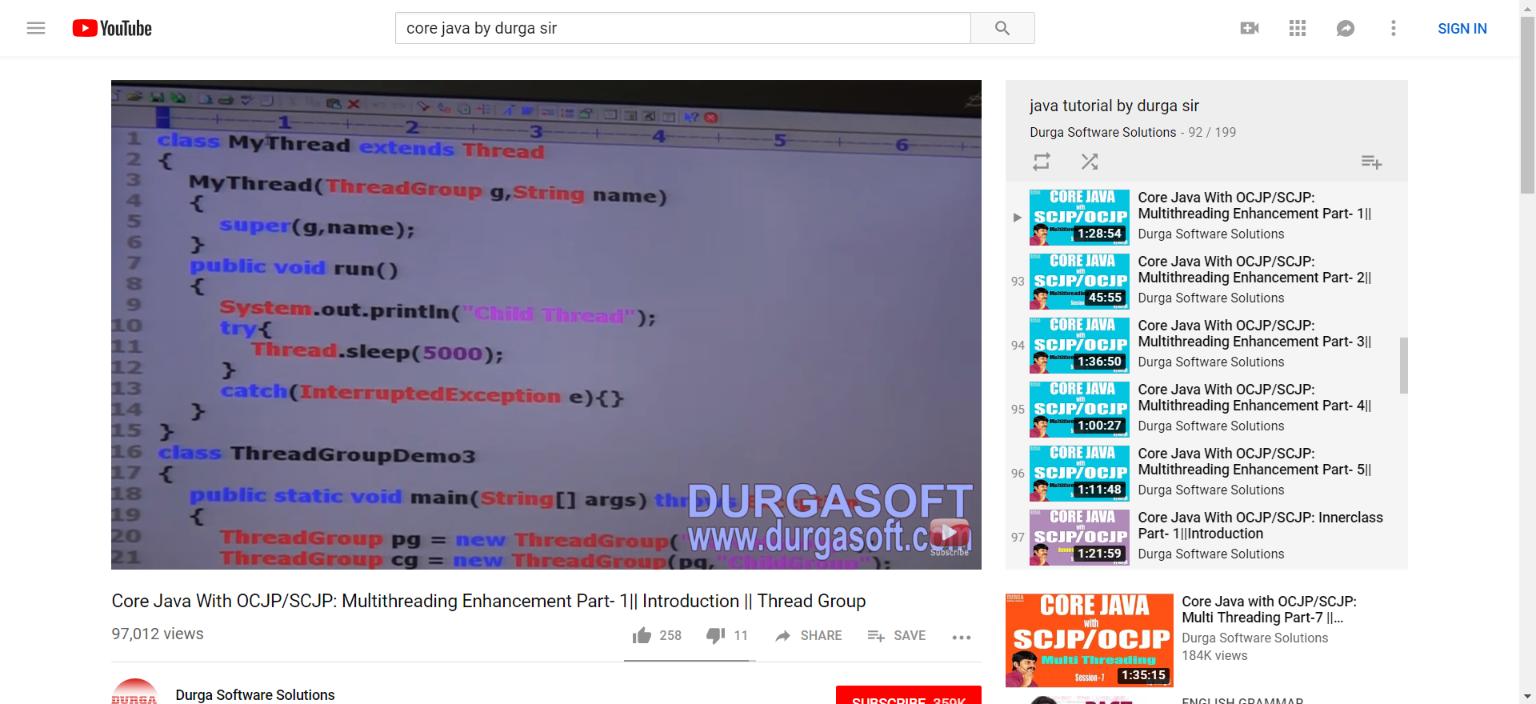 YouTube
core java by durga sir
SIGN IN
1 2 3 4 5 6
1 class MyThread extends Thread
2 {
3 MyThread(ThreadGroup g,String name)
4 {
5 super(g,name);
6 }
7 public void run()
8 {
9 System.out.println("Child Thread");
10 try{
11 Thread.sleep(5000);
12 }
13 catch(InterruptedException e){}
14 }
15 }
16 class ThreadGroupDemo3
17 {
18 public static void main(String[] args) throws Exception
19 {
20 ThreadGroup pg = new ThreadGroup("
21 ThreadGroup cg = new ThreadGroup(pg,"ChildGroup");
DURGASOFT
www.durgasoft.com
Subscribe
Core Java With OCJP/SCJP: Multithreading Enhancement Part- 1|| Introduction || Thread Group
97,012 views
258
11
SHARE
SAVE
Durga Software Solutions
SUBSCRIBE 359K
java tutorial by durga sir
Durga Software Solutions - 92 / 199
CORE JAVA
with
SCJP/OCJP
1:28:54
Core Java With OCJP/SCJP:
Multithreading Enhancement Part- 1||
Durga Software Solutions
93
CORE JAVA
with
SCJP/OCJP
45:55
Core Java With OCJP/SCJP:
Multithreading Enhancement Part- 2||
Durga Software Solutions
94
CORE JAVA
with
SCJP/OCJP
1:36:50
Core Java With OCJP/SCJP:
Multithreading Enhancement Part- 3||
Durga Software Solutions
95
CORE JAVA
with
SCJP/OCJP
1:00:27
Core Java With OCJP/SCJP:
Multithreading Enhancement Part- 4||
Durga Software Solutions
96
CORE JAVA
with
SCJP/OCJP
1:11:48
Core Java With OCJP/SCJP:
Multithreading Enhancement Part- 5||
Durga Software Solutions
97
CORE JAVA
with
SCJP/OCJP
1:21:59
Core Java With OCJP/SCJP: Innerclass
Part- 1||Introduction
Durga Software Solutions
CORE JAVA
with
SCJP/OCJP
Multi Threading
Session - 7
1:35:15
Core Java with OCJP/SCJP:
Multi Threading Part-7 ||...
Durga Software Solutions
184K views
ENGLISH GRAMMAR